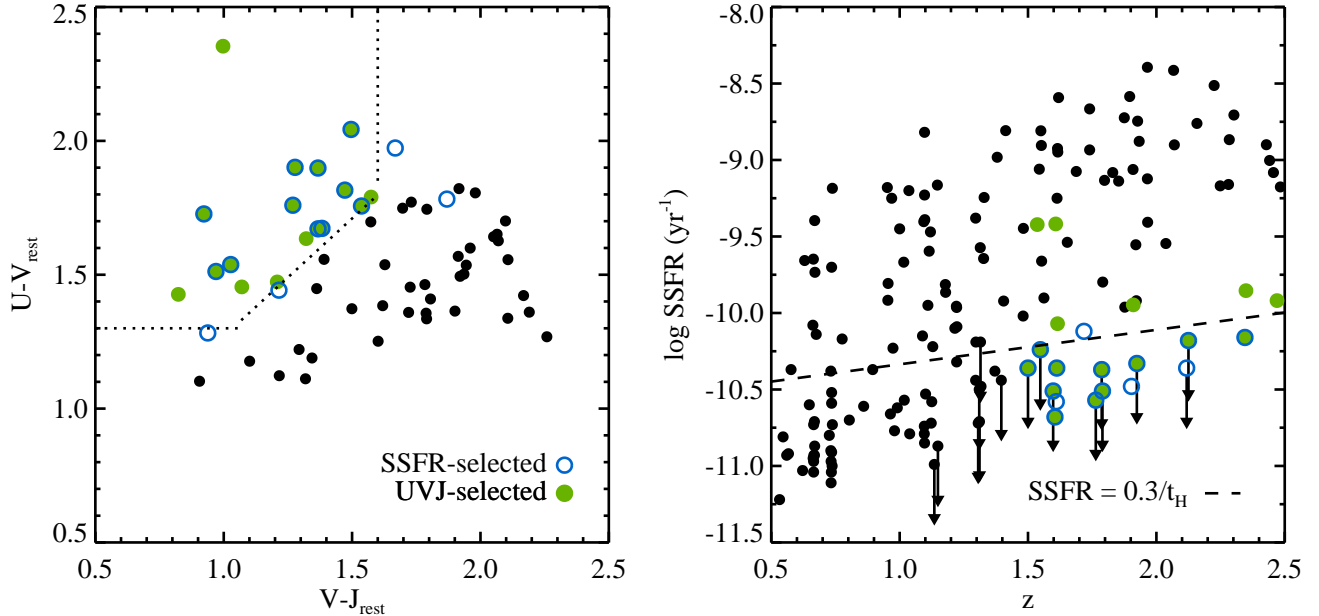 2.5
2.0
1.5
1.0
0.5
U-V_rest
SSFR-selected
UVJ-selected
0.5 1.0 1.5 2.0 2.5
V-J_rest
-8.0
-8.5
-9.0
-9.5
-10.0
-10.5
-11.0
-11.5
log SSFR (yr⁻¹)
SSFR = 0.3/t_H
0.5 1.0 1.5 2.0 2.5
z